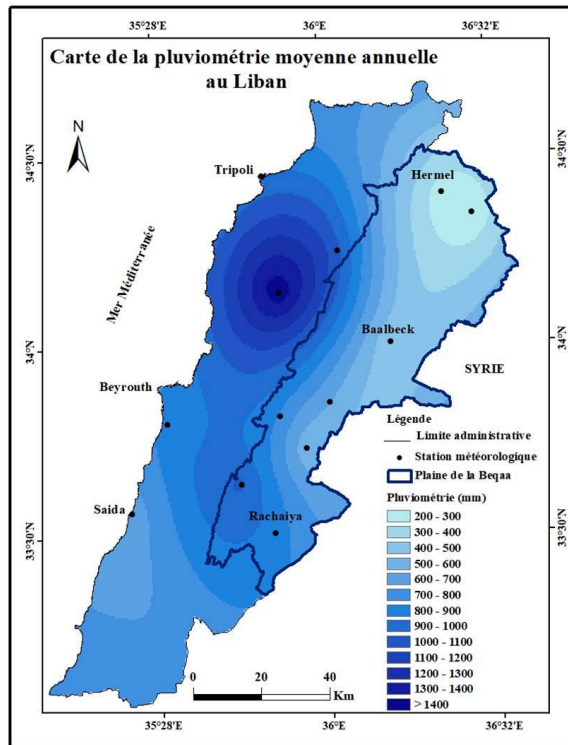 35°28'E 36°E 36°32'E
Carte de la pluviométrie moyenne annuelle
au Liban
N
34°30'N
34°30'N
Tripoli
Hermel
Mer Méditerranée
34°N
34°N
Baalbeck
SYRIE
Beyrouth
Légende
Limite administrative
Station météorologique
Plaine de la Beqaa
Saida
Rachaiya
33°30'N
33°30'N
Pluviométrie (mm)
200 - 300
300 - 400
400 - 500
500 - 600
600 - 700
700 - 800
800 - 900
900 - 1000
1000 - 1100
1100 - 1200
1200 - 1300
1300 - 1400
> 1400
0 20 40
Km
35°28'E 36°E 36°32'E